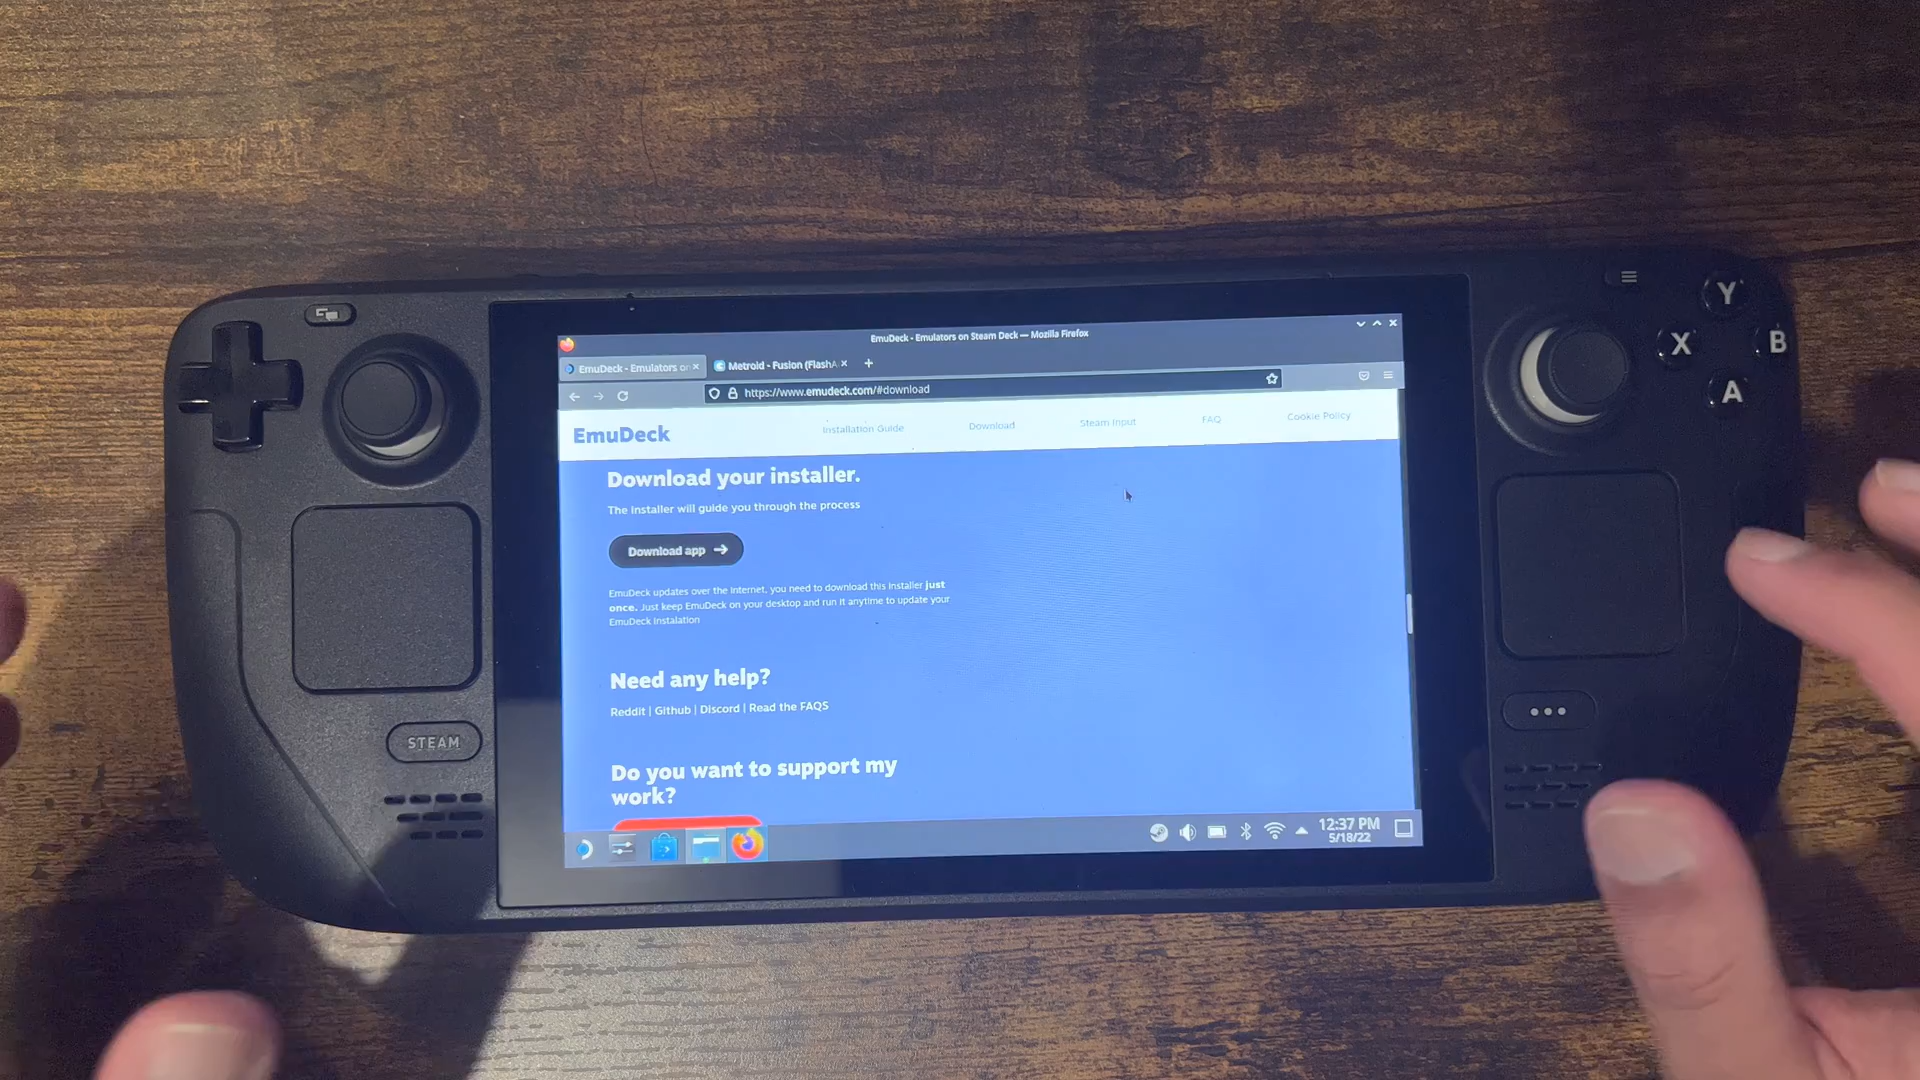 EmuDeck - Emulators on Steam Deck — Mozilla Firefox
EmuDeck - Emulators on
Metroid - Fusion (FlashA
https://www.emudeck.com/#download
EmuDeck
Installation Guide
Download
Steam Input
FAQ
Cookie Policy
Download your installer.
The installer will guide you through the process
Download app →
EmuDeck updates over the Internet, you need to download this installer just
once. Just keep EmuDeck on your desktop and run it anytime to update your
EmuDeck instalation
Need any help?
Reddit | Github | Discord | Read the FAQS
Do you want to support my
work?
12:37 PM
5/18/22
STEAM
Y
X
B
A